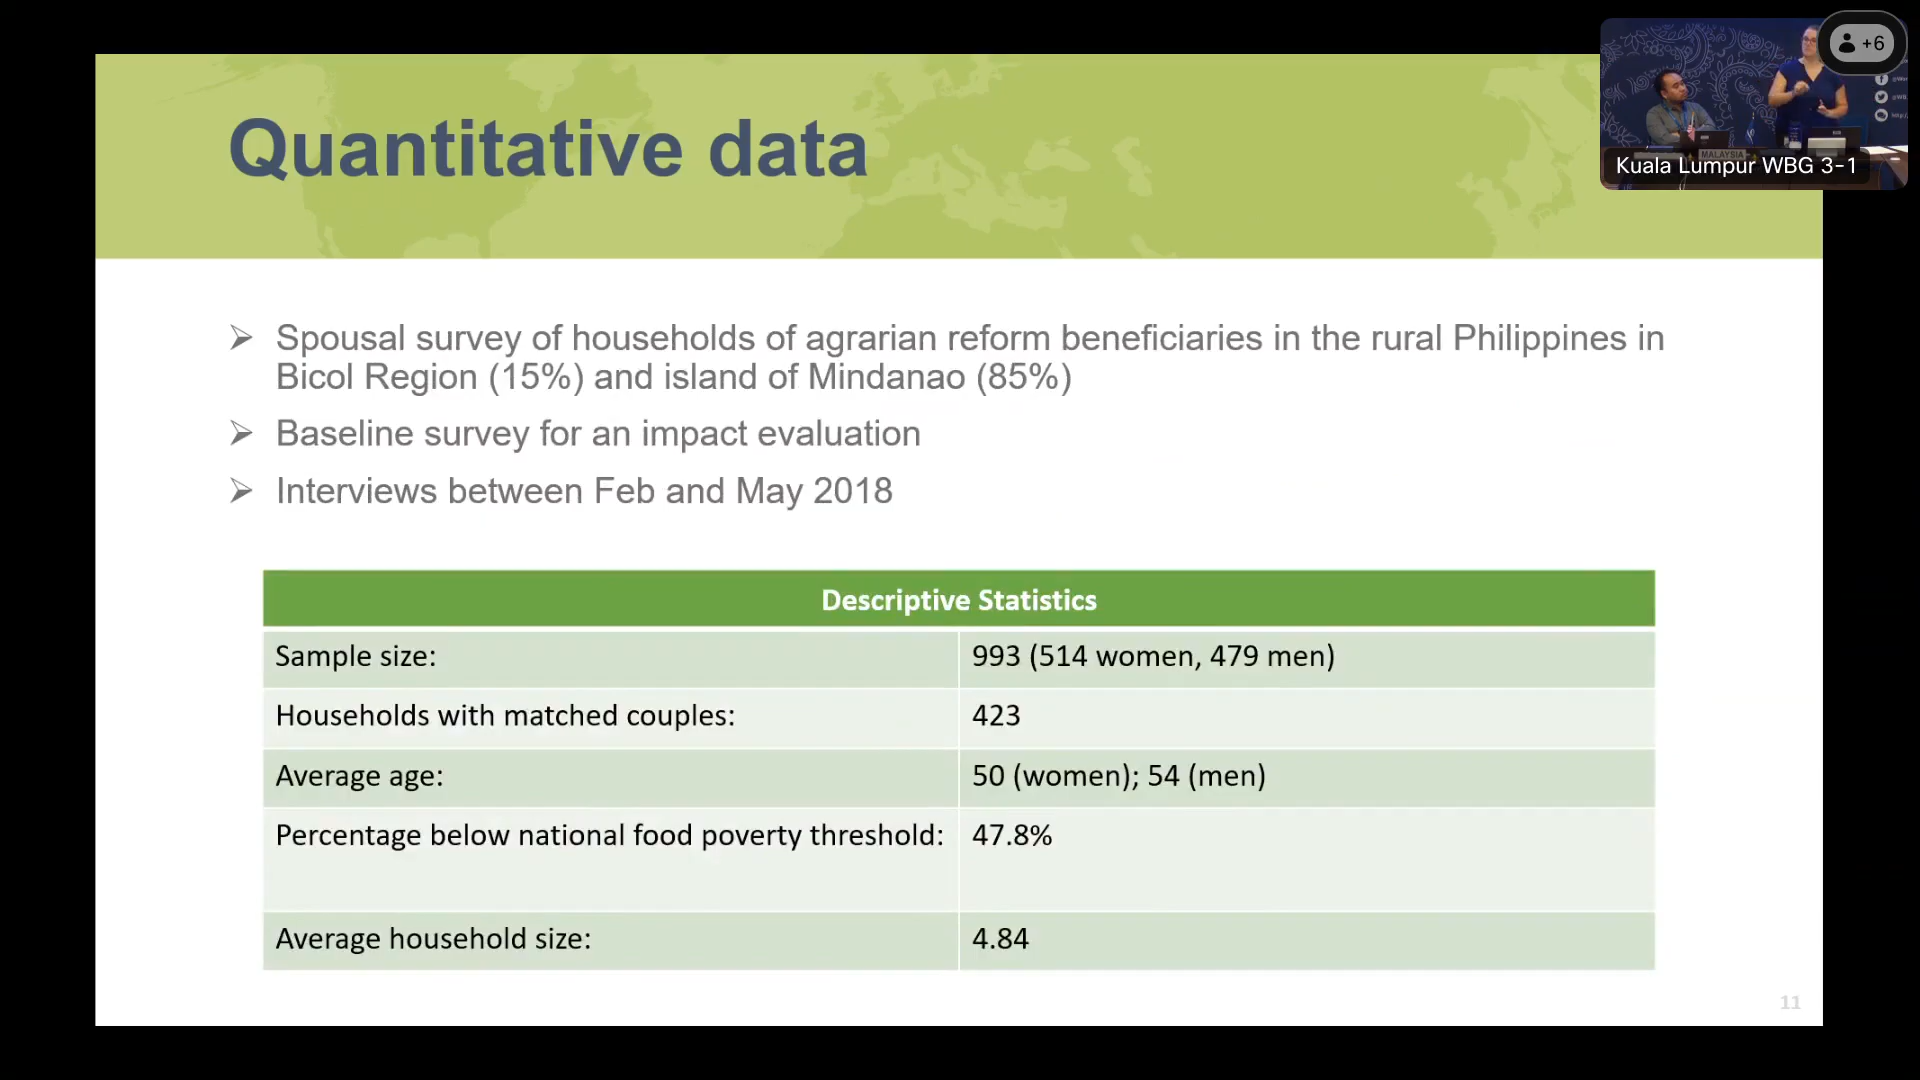 Quantitative data
+6
MALAYSIA
Kuala Lumpur WBG 3-1
➢ Spousal survey of households of agrarian reform beneficiaries in the rural Philippines in
Bicol Region (15%) and island of Mindanao (85%)
➢ Baseline survey for an impact evaluation
➢ Interviews between Feb and May 2018
Descriptive Statistics
Sample size: 993 (514 women, 479 men)
Households with matched couples: 423
Average age: 50 (women); 54 (men)
Percentage below national food poverty threshold: 47.8%
Average household size: 4.84
11